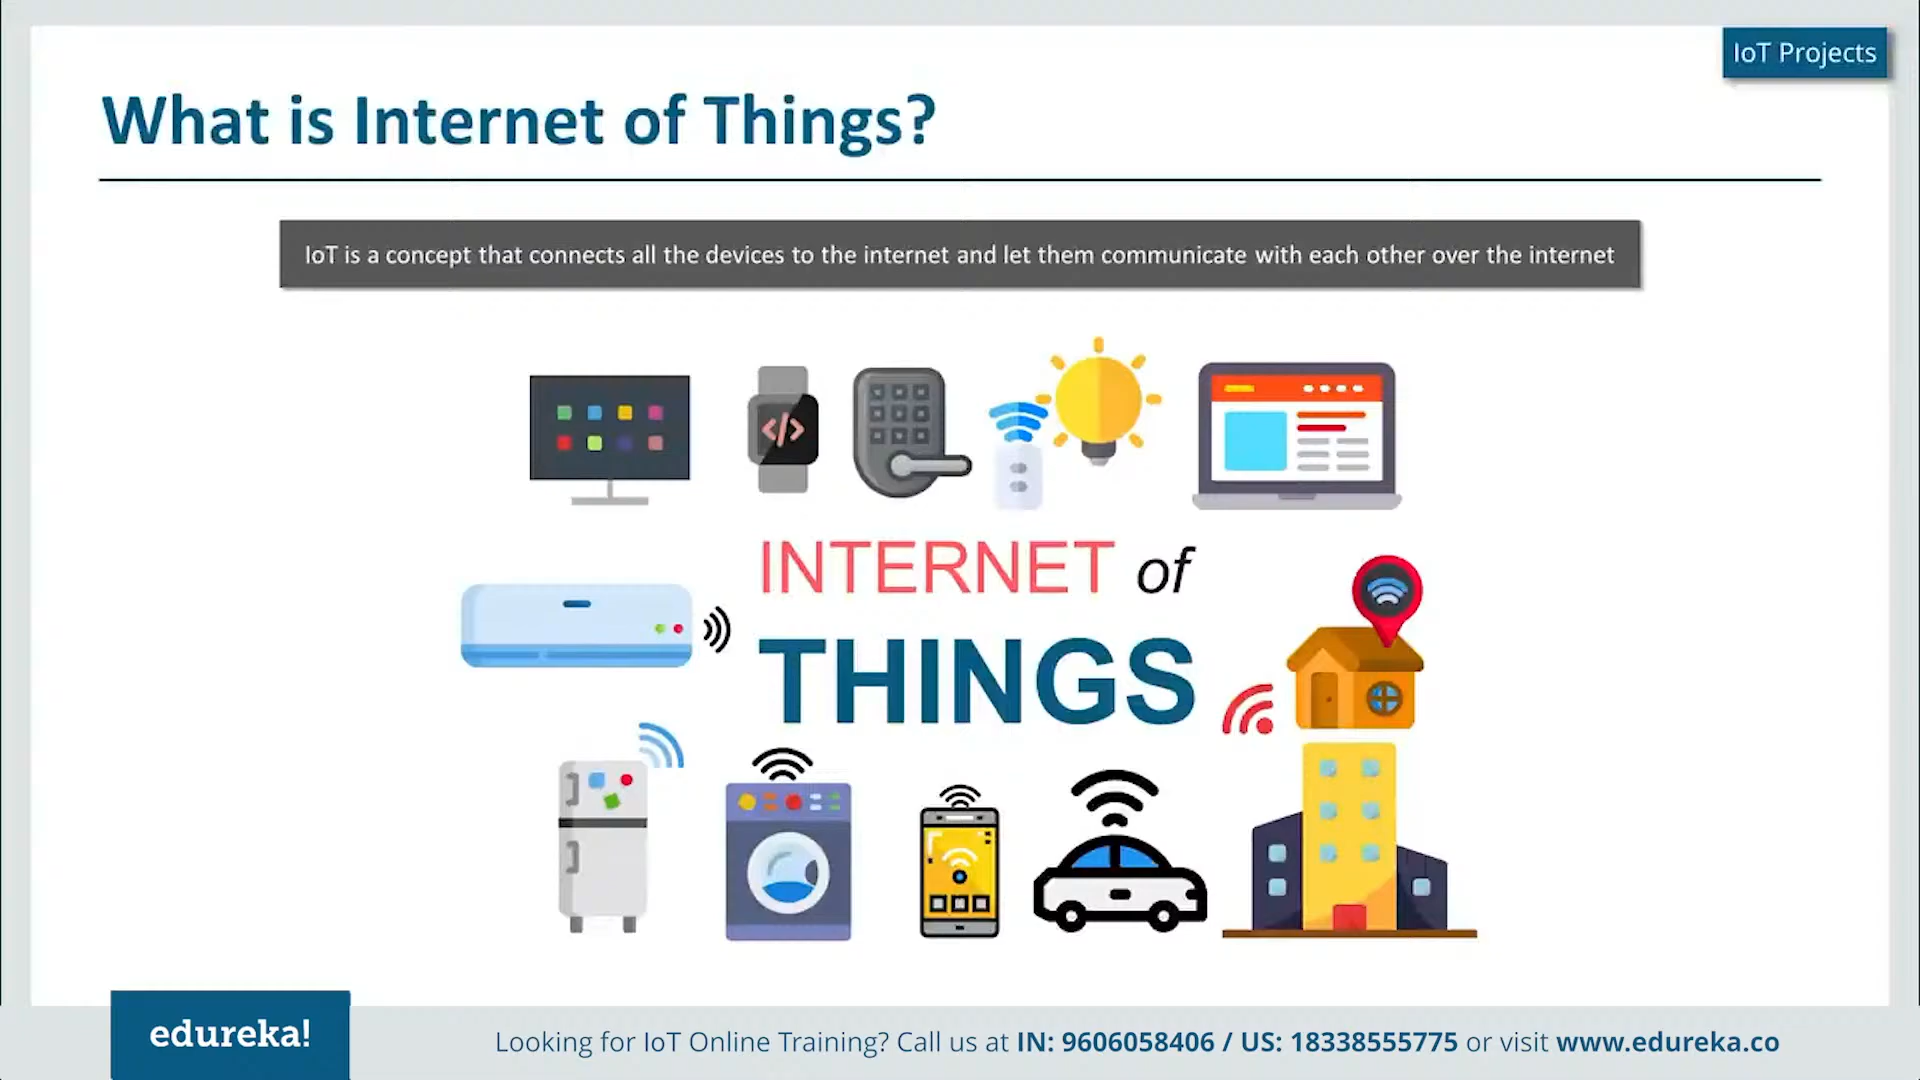 IoT Projects
What is Internet of Things?
IoT is a concept that connects all the devices to the internet and let them communicate with each other over the internet
</>
INTERNET of
THINGS
edureka!
Looking for IoT Online Training? Call us at IN: 9606058406 / US: 18338555775 or visit www.edureka.co